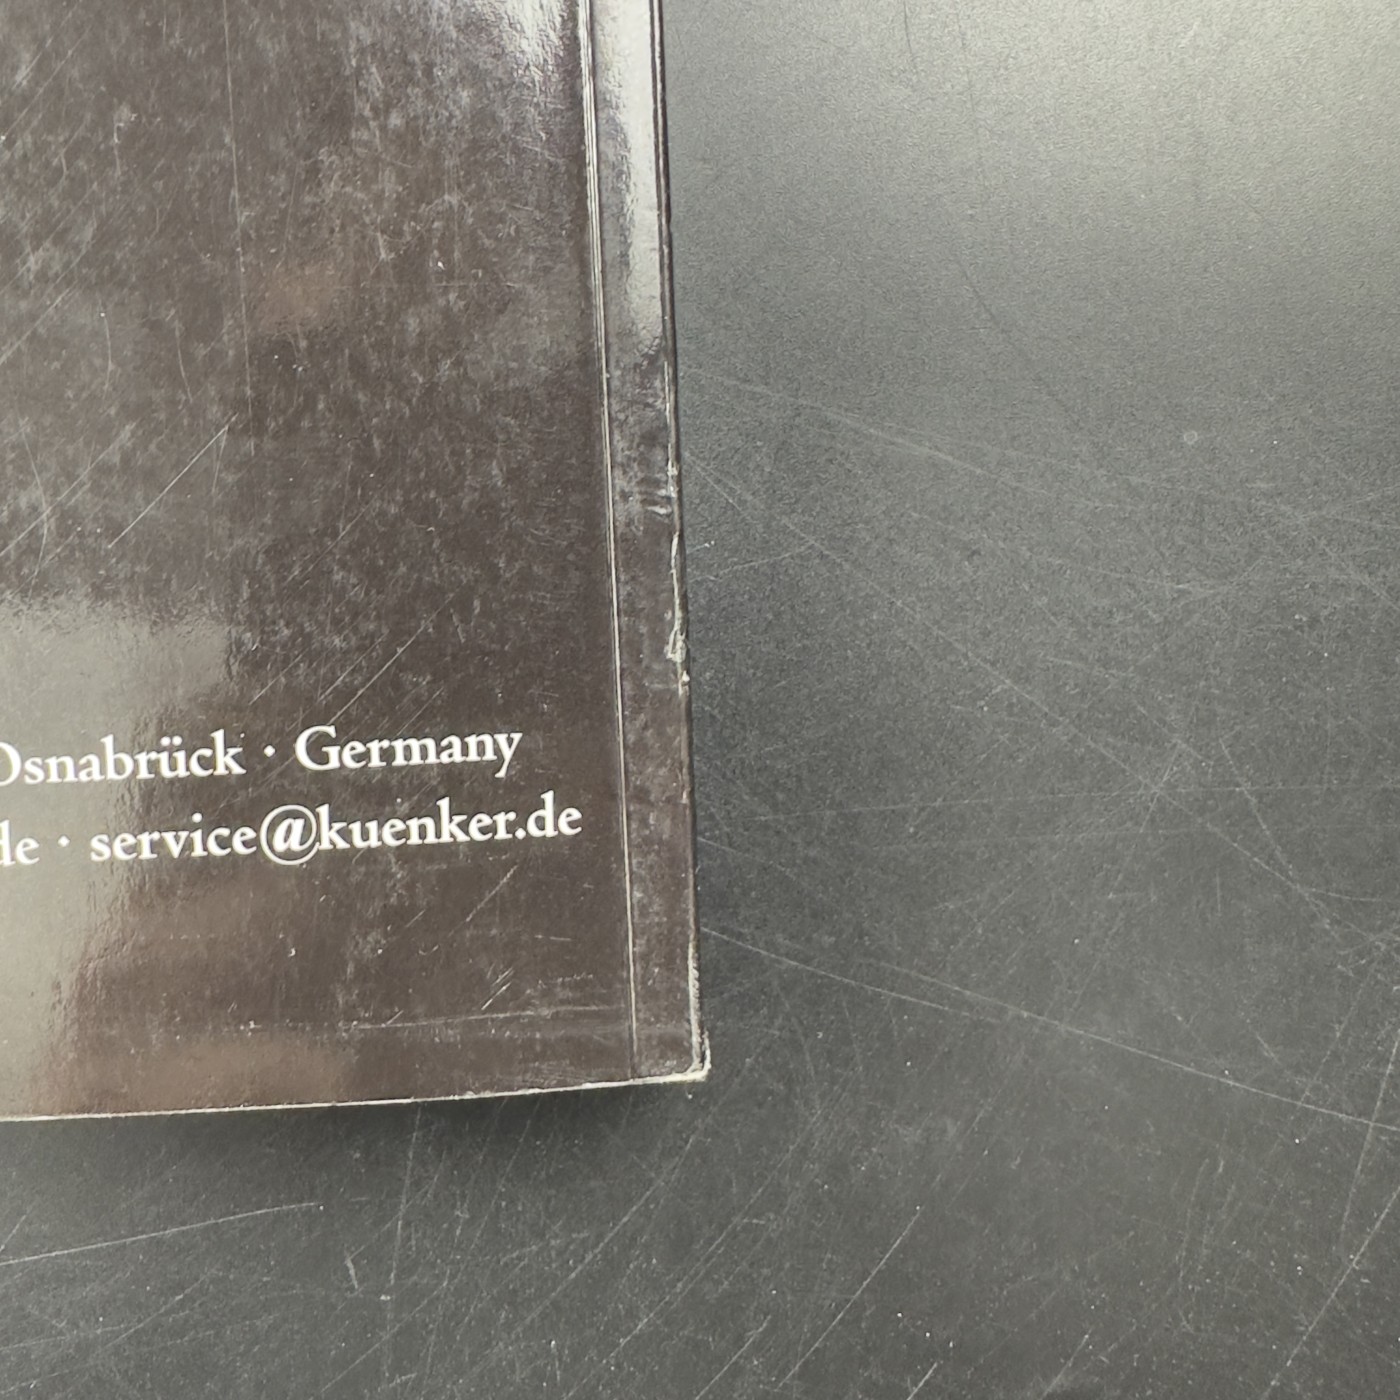 Osnabrück · Germany
de · service@kuenker.de